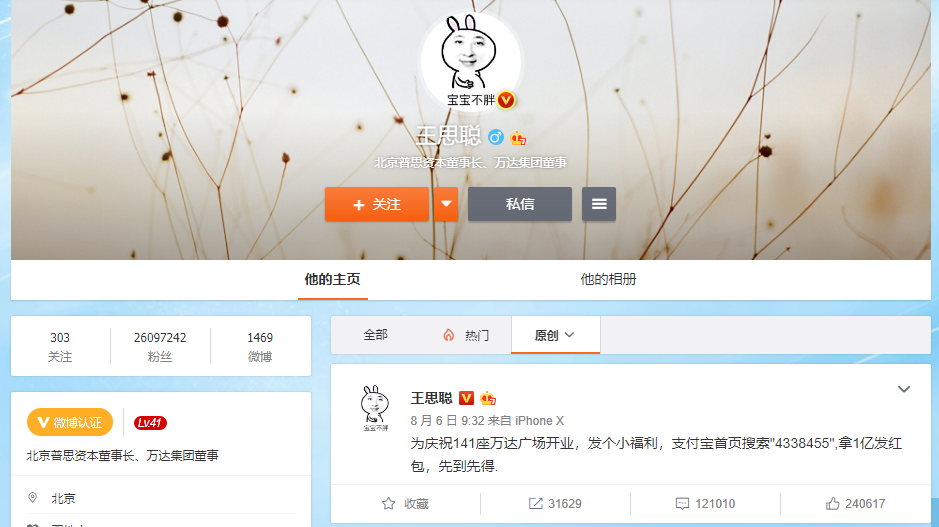 宝宝不胖
王思聪
北京普思资本董事长、万达集团董事
+ 关注
私信
他的主页
他的相册
303
关注
26097242
粉丝
1469
微博
全部
热门
原创
微博认证
Lv.41
北京普思资本董事长、万达集团董事
北京
王思聪
8 月 6 日 9:32 来自 iPhone X
为庆祝141座万达广场开业，发个小福利，支付宝首页搜索"4338455",拿1亿发红
包，先到先得.
宝宝不胖
收藏
31629
121010
240617